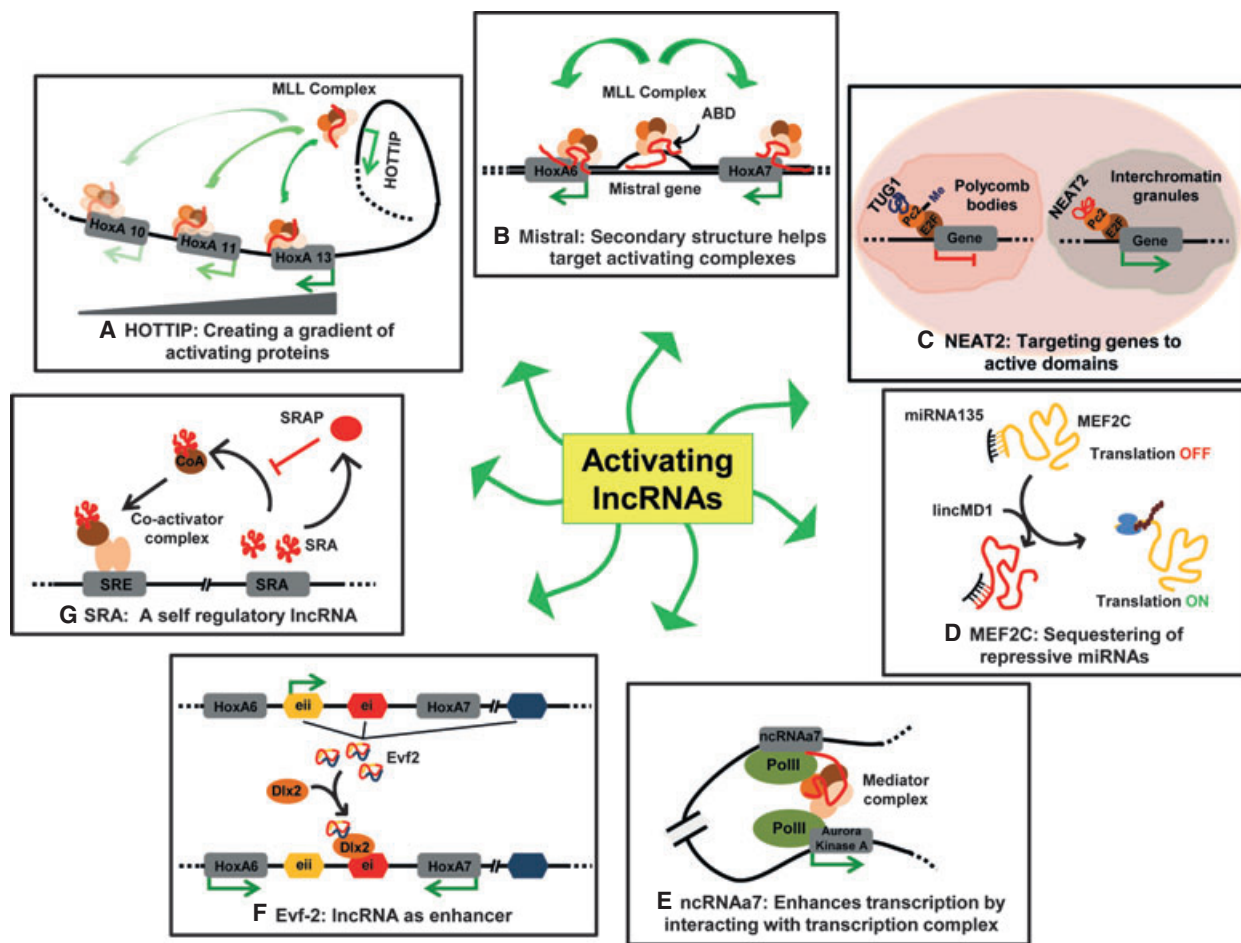 MLL Complex
HOTTIP
HoxA 10
HoxA 11
HoxA 13
A HOTTIP: Creating a gradient of
activating proteins
MLL Complex
ABD
HoxA6
HoxA7
Mistral gene
B Mistral: Secondary structure helps
target activating complexes
TUG1
Pc2
Me
E2F
Gene
Polycomb
bodies
NEAT2
Pc2
E2F
Gene
Interchromatin
granules
C NEAT2: Targeting genes to
active domains
Activating
lncRNAs
miRNA135
MEF2C
Translation OFF
lincMD1
Translation ON
D MEF2C: Sequestering of
repressive miRNAs
ncRNAa7
PolII
Mediator
complex
PolII
Aurora
Kinase A
E ncRNAa7: Enhances transcription by
interacting with transcription complex
HoxA6
eii
ei
HoxA7
Evf2
Dlx2
Dlx2
HoxA6
eii
ei
HoxA7
F Evf-2: lncRNA as enhancer
SRAP
CoA
Co-activator
complex
SRA
SRE
SRA
G SRA: A self regulatory lncRNA